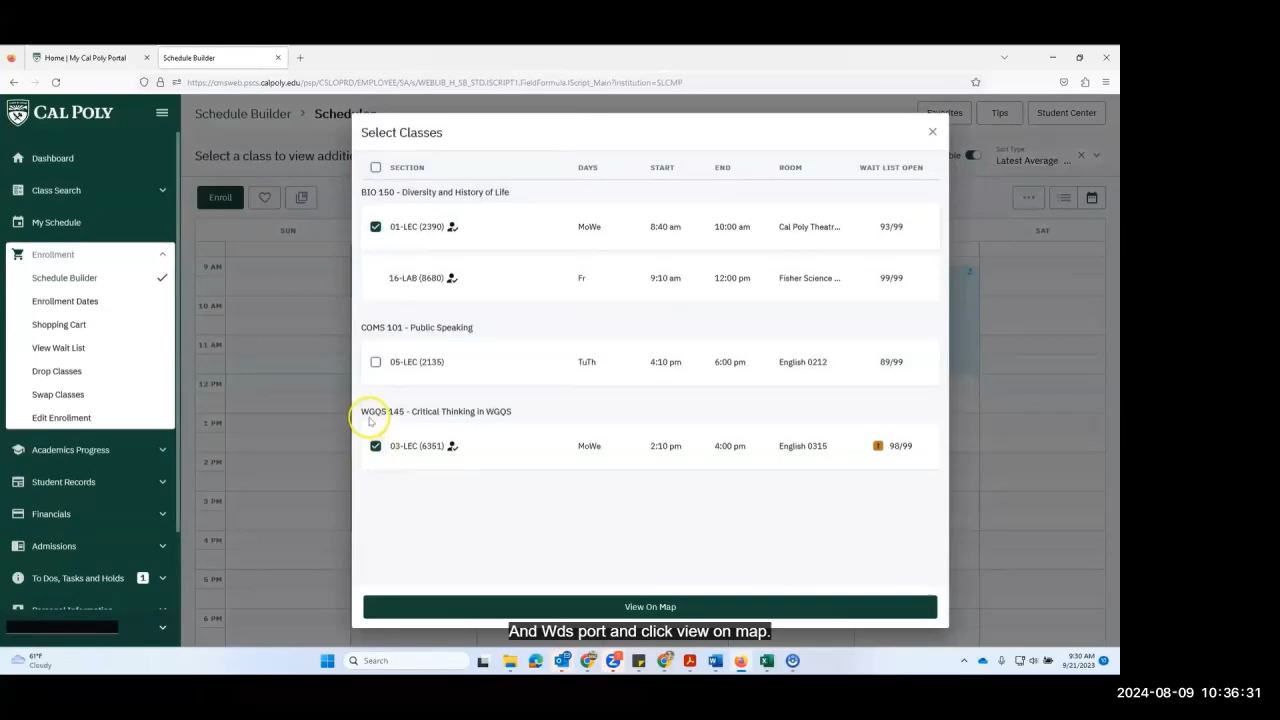 Home | My Cal Poly Portal
Schedule Builder
https://cmsweb.pscs.calpoly.edu/psp/CSLOPRD/EMPLOYEE/SA/s/WEBLIB_H_SB_STD.ISCRIPT1.FieldFormula.IScript_Main?institution=SLCMP
CAL POLY
Dashboard
Class Search
My Schedule
Enrollment
Schedule Builder
Enrollment Dates
Shopping Cart
View Wait List
Drop Classes
Swap Classes
Edit Enrollment
Academics Progress
Student Records
Financials
Admissions
To Dos, Tasks and Holds 1
Schedule Builder > Schedules
Favorites
Tips
Student Center
Select a class to view additi
Sort Type:
Latest Average ...
Enroll
SUN
SAT
9 AM
10 AM
11 AM
12 PM
1 PM
2 PM
3 PM
4 PM
5 PM
6 PM
Select Classes
SECTION DAYS START END ROOM WAIT LIST OPEN
BIO 150 - Diversity and History of Life
01-LEC (2390) MoWe 8:40 am 10:00 am Cal Poly Theatr... 93/99
16-LAB (8680) Fr 9:10 am 12:00 pm Fisher Science ... 99/99
COMS 101 - Public Speaking
05-LEC (2135) TuTh 4:10 pm 6:00 pm English 0212 89/99
WGQS 145 - Critical Thinking in WGQS
03-LEC (6351) MoWe 2:10 pm 4:00 pm English 0315 98/99
View On Map
And Wds port and click view on map.
61°F
Cloudy
Search
9:30 AM
9/21/2023
2024-08-09 10:36:31